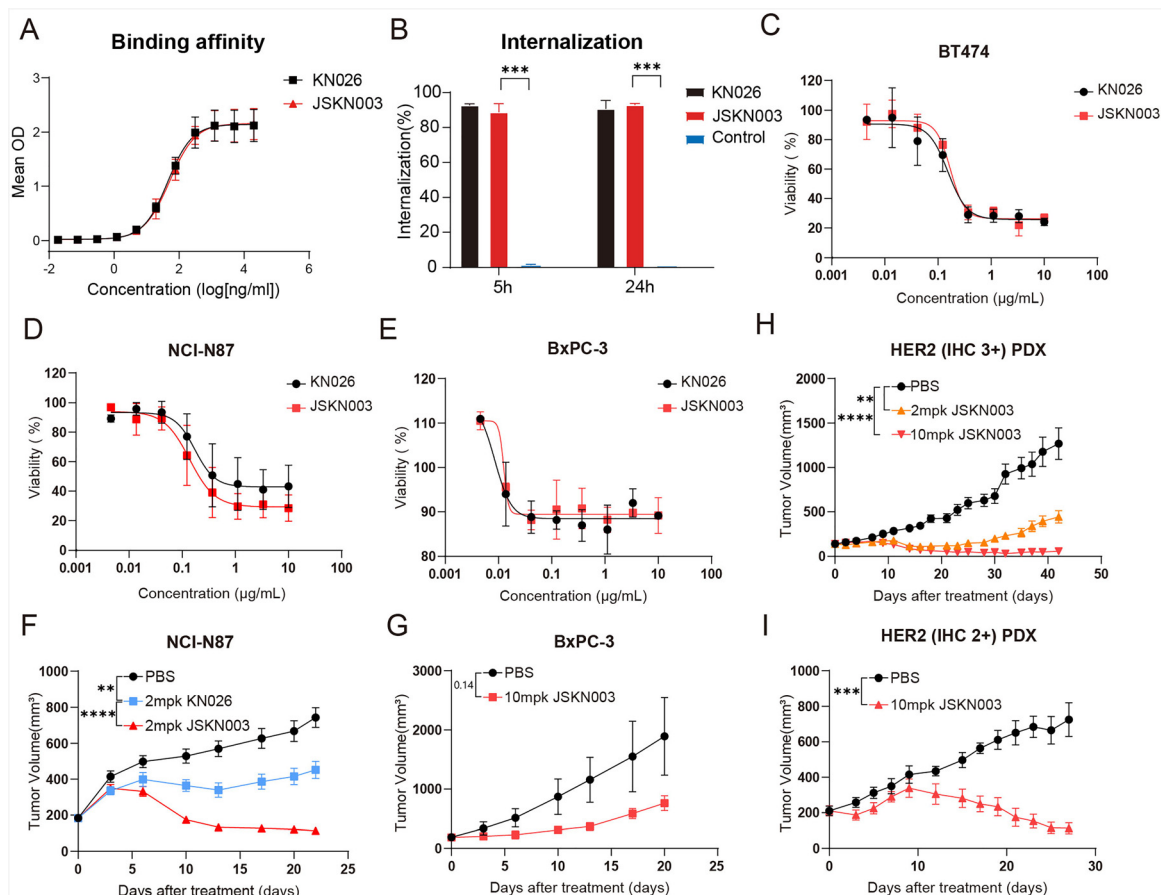 A
Binding affinity
3
2
1
0
-2
0
2
4
6
Mean OD
Concentration (log[ng/ml])
KN026
JSKN003
B
Internalization
***
***
100
80
60
40
20
0
5h
24h
Internalization(%)
KN026
JSKN003
Control
C
BT474
120
100
80
60
40
20
0
0.001
0.01
0.1
1
10
100
Viability ( %)
Concentration (µg/mL)
KN026
JSKN003
D
NCI-N87
120
100
80
60
40
20
0
0.001
0.01
0.1
1
10
100
Viability ( %)
Concentration (µg/mL)
KN026
JSKN003
E
BxPC-3
120
110
100
90
80
0.001
0.01
0.1
1
10
100
Viability ( %)
Concentration (µg/mL)
KN026
JSKN003
H
HER2 (IHC 3+) PDX
2000
1500
1000
500
0
0
10
20
30
40
50
Tumor Volume(mm³)
Days after treatment (days)
**
****
PBS
2mpk JSKN003
10mpk JSKN003
F
NCI-N87
1000
800
600
400
200
0
0
5
10
15
20
25
Tumor Volume(mm³)
Days after treatment (days)
**
****
PBS
2mpk KN026
2mpk JSKN003
G
BxPC-3
3000
2000
1000
0
0
5
10
15
20
25
Tumor Volume(mm³)
Days after treatment (days)
0.14
PBS
10mpk JSKN003
I
HER2 (IHC 2+) PDX
1000
800
600
400
200
0
0
10
20
30
Tumor Volume(mm³)
Days after treatment (days)
***
PBS
10mpk JSKN003